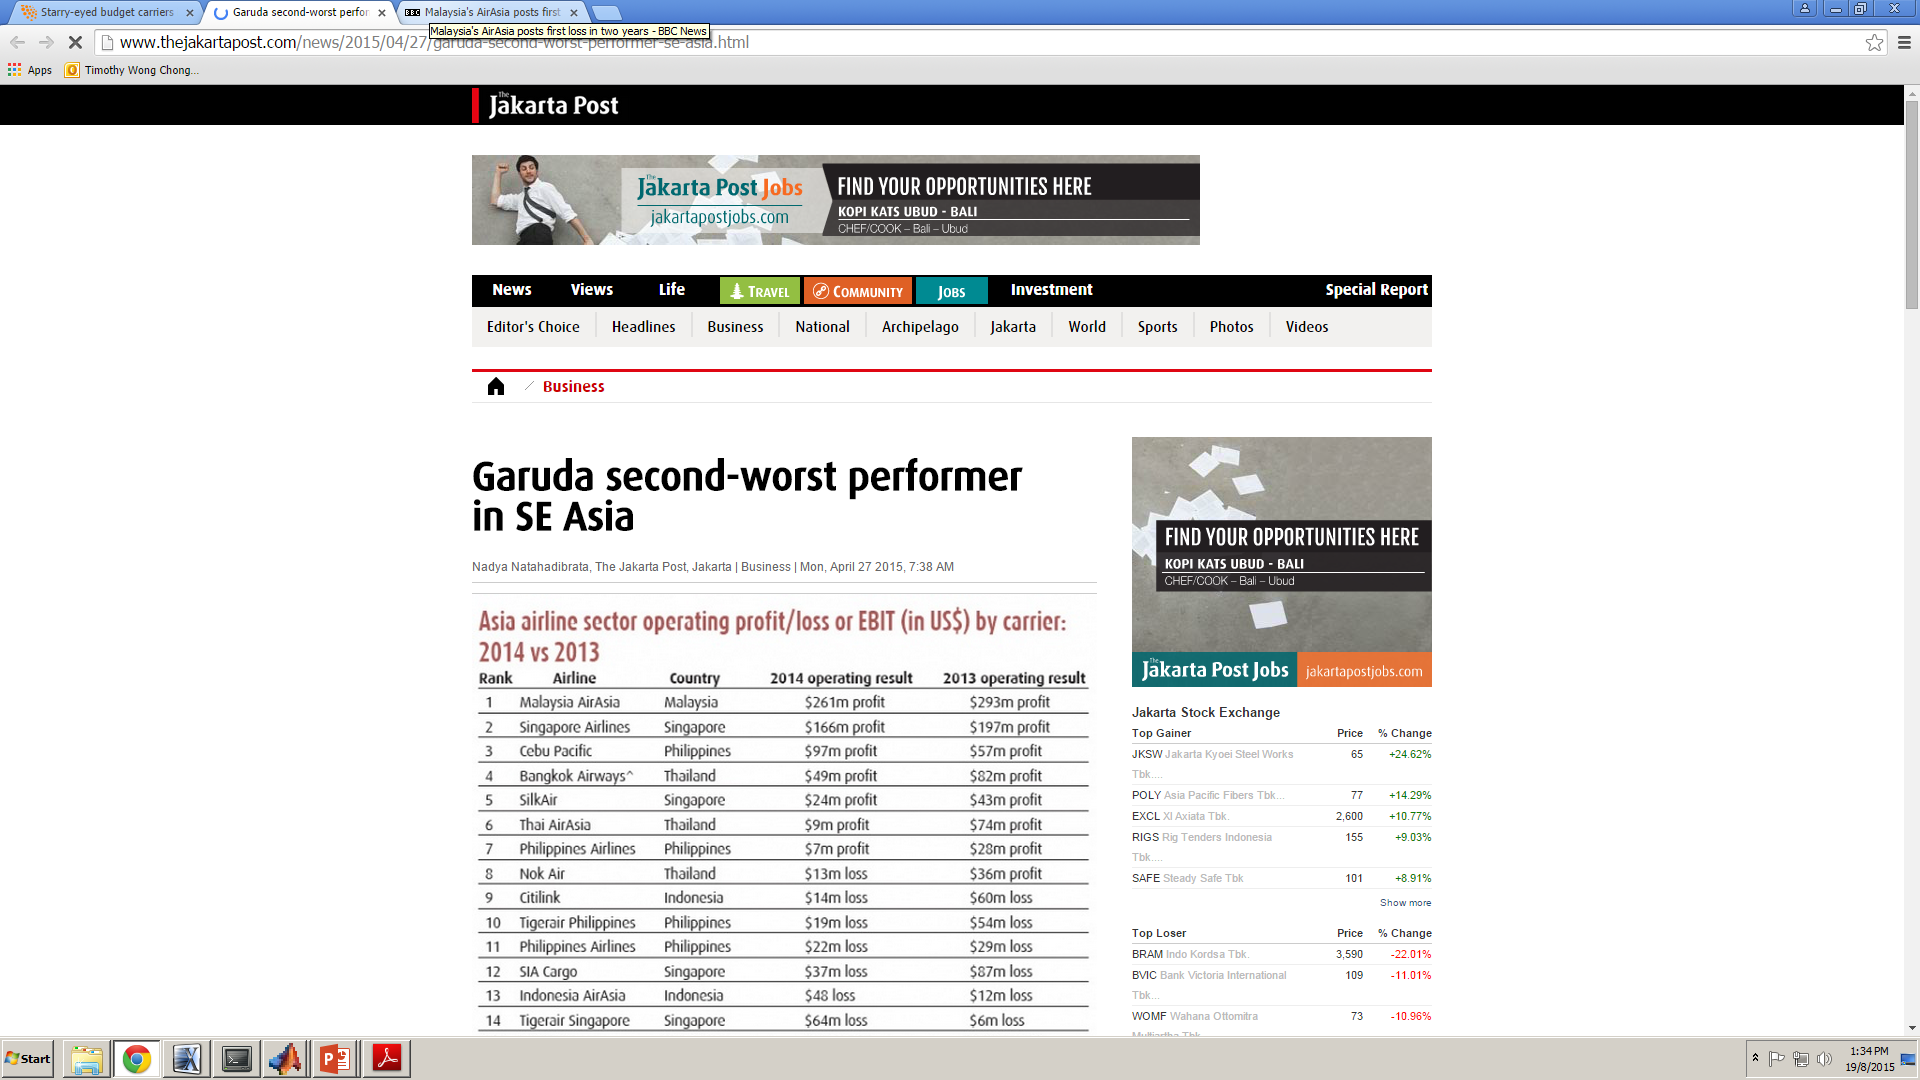 Starry-eyed budget carriers
Garuda second-worst perfor
BBC Malaysia's AirAsia posts first
Malaysia's AirAsia posts first loss in two years - BBC News
www.thejakartapost.com/news/2015/04/27/garuda-second-worst-performer-se-asia.html
Apps Timothy Wong Chong...
The Jakarta Post
The Jakarta Post Jobs
jakartapostjobs.com
FIND YOUR OPPORTUNITIES HERE
KOPI KATS UBUD - BALI
CHEF/COOK – Bali – Ubud
News Views Life TRAVEL COMMUNITY JOBS Investment Special Report
Editor's Choice Headlines Business National Archipelago Jakarta World Sports Photos Videos
Business
Garuda second-worst performer
in SE Asia
Nadya Natahadibrata, The Jakarta Post, Jakarta | Business | Mon, April 27 2015, 7:38 AM
Asia airline sector operating profit/loss or EBIT (in US$) by carrier:
2014 vs 2013
Rank Airline Country 2014 operating result 2013 operating result
1 Malaysia AirAsia Malaysia $261m profit $293m profit
2 Singapore Airlines Singapore $166m profit $197m profit
3 Cebu Pacific Philippines $97m profit $57m profit
4 Bangkok Airways^ Thailand $49m profit $82m profit
5 SilkAir Singapore $24m profit $43m profit
6 Thai AirAsia Thailand $9m profit $74m profit
7 Philippines Airlines Philippines $7m profit $28m profit
8 Nok Air Thailand $13m loss $36m profit
9 Citilink Indonesia $14m loss $60m loss
10 Tigerair Philippines Philippines $19m loss $54m loss
11 Philippines Airlines Philippines $22m loss $29m loss
12 SIA Cargo Singapore $37m loss $87m loss
13 Indonesia AirAsia Indonesia $48 loss $12m loss
14 Tigerair Singapore Singapore $64m loss $6m loss
FIND YOUR OPPORTUNITIES HERE
KOPI KATS UBUD - BALI
CHEF/COOK – Bali – Ubud
The Jakarta Post Jobs jakartapostjobs.com
Jakarta Stock Exchange
Top Gainer Price % Change
JKSW Jakarta Kyoei Steel Works 65 +24.62%
Tbk....
POLY Asia Pacific Fibers Tbk... 77 +14.29%
EXCL Xl Axiata Tbk. 2,600 +10.77%
RIGS Rig Tenders Indonesia 155 +9.03%
Tbk....
SAFE Steady Safe Tbk 101 +8.91%
Show more
Top Loser Price % Change
BRAM Indo Kordsa Tbk. 3,590 -22.01%
BVIC Bank Victoria International 109 -11.01%
Tbk...
WOMF Wahana Ottomitra 73 -10.96%
Multiartha Tbk
Start
1:34 PM
19/8/2015